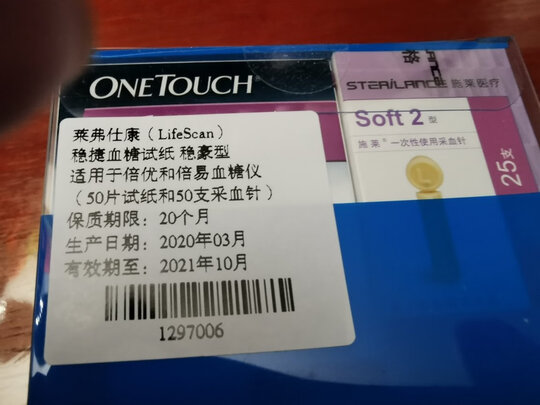 ONETOUCH®
STERILANCE 施莱医疗
Soft 2 型
施莱®一次性使用采血针
25支
L
莱弗仕康（LifeScan）
稳捷血糖试纸 稳豪型
适用于倍优和倍易血糖仪
（50片试纸和50支采血针）
保质期限：20个月
生产日期：2020年03月
有效期至：2021年10月
1297006